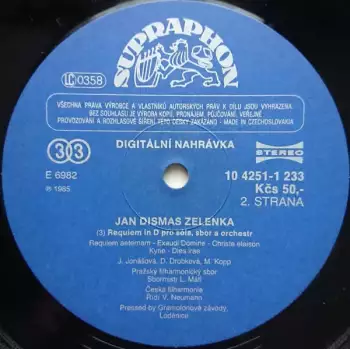 SUPRAPHON
LC 0358
VŠECHNA PRÁVA VÝROBCE A VLASTNÍKŮ AUTORSKÝCH PRÁV K DÍLU JSOU VYHRAZENA
BEZ SOUHLASU JE VÝROBA KOPIÍ, PRONÁJEM, PŮJČOVÁNÍ, VEŘEJNÉ
PROVOZOVÁNÍ A ROZHLASOVÉ ŠÍŘENÍ TÉTO DESKY ZAKÁZÁNO - MADE IN CZECHOSLOVAKIA
DIGITÁLNÍ NAHRÁVKA
33
STEREO
E 6982
10 4251-1 233
℗ 1985
Kčs 50,-
2. STRANA
JAN DISMAS ZELENKA
(3) Requiem in D pro sóla, sbor a orchestr
Requiem aeternam - Exaudi Domine - Christe eleison
Kyrie - Dies irae
J. Jonášová, D. Drobková, M. Kopp
Pražský filharmonický sbor
Sbormistr L. Mátl
Česká filharmonie
Řídí V. Neumann
Pressed by Gramofonové závody,
Loděnice